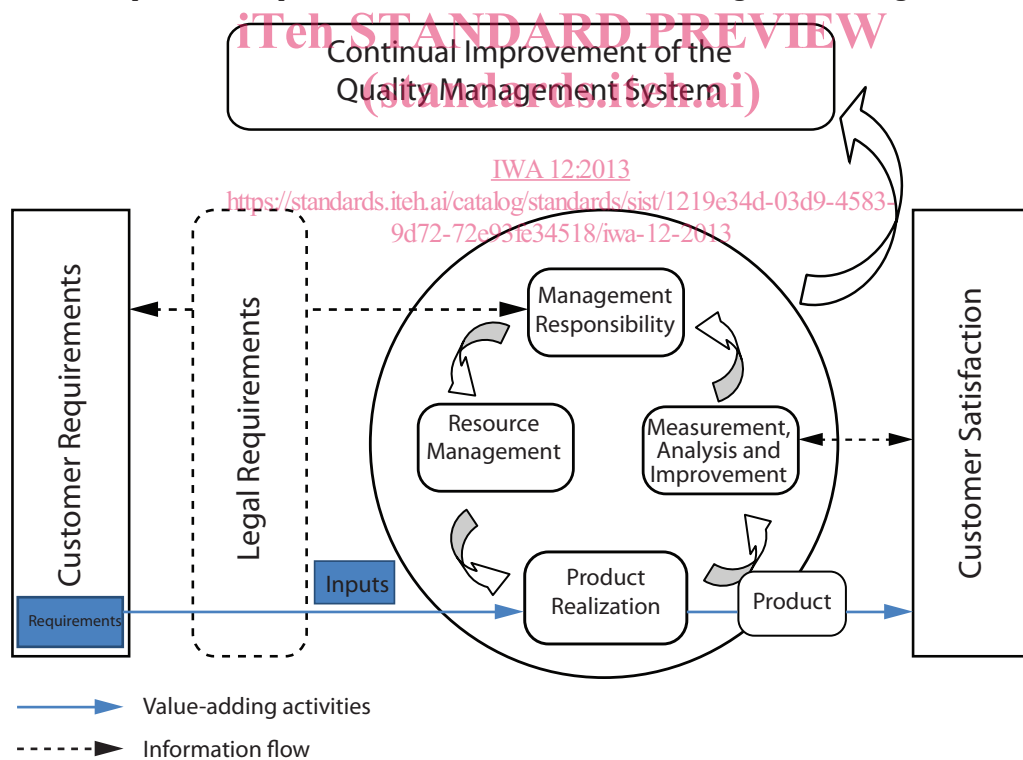 iTeh STANDARD PREVIEW
(standards.iteh.ai)
Continual Improvement of the
Quality Management System
IWA 12:2013
https://standards.iteh.ai/catalog/standards/sist/1219e34d-03d9-4583-
9d72-72e93fe34518/iwa-12-2013
Customer Requirements
Legal Requirements
Management
Responsibility
Resource
Management
Measurement,
Analysis and
Improvement
Customer Satisfaction
Inputs
Requirements
Product
Realization
Product
Value-adding activities
Information flow